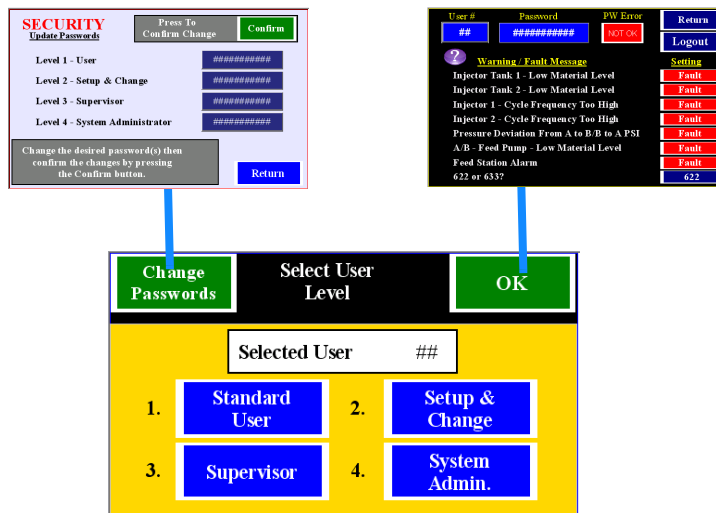 SECURITY
Update Passwords
Press To
Confirm Change
Confirm
Level 1 - User
###########
Level 2 - Setup & Change
###########
Level 3 - Supervisor
###########
Level 4 - System Administrator
###########
Change the desired password(s) then
confirm the changes by pressing
the Confirm button.
Return
User #
Password
PW Error
Return
##
###########
NOT OK
Logout
?
Warning / Fault Message
Setting
Injector Tank 1 - Low Material Level
Fault
Injector Tank 2 - Low Material Level
Fault
Injector 1 - Cycle Frequency Too High
Fault
Injector 2 - Cycle Frequency Too High
Fault
Pressure Deviation From A to B/B to A PSI
Fault
A/B - Feed Pump - Low Material Level
Fault
Feed Station Alarm
Fault
622 or 633?
622
Change
Passwords
Select User
Level
OK
Selected User ##
1.
Standard
User
2.
Setup &
Change
3.
Supervisor
4.
System
Admin.